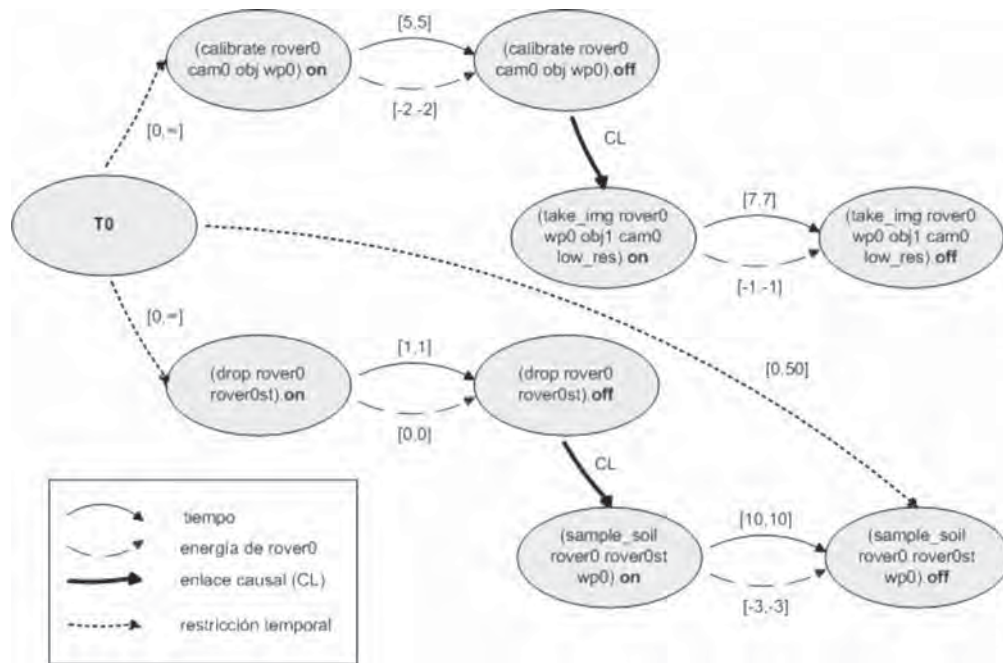 [5,5]
(calibrate rover0
cam0 obj wp0).on
(calibrate rover0
cam0 obj wp0).off
[-2.-2]
[0,∞]
CL
T0
[7.7]
(take_img rover0
wp0 obj1 cam0
low_res).on
(take_img rover0
wp0 obj1 cam0
low_res).off
[-1.-1]
[0,∞]
[1,1]
[0.50]
(drop rover0
rover0st).on
(drop rover0
rover0st).off
[0.0]
CL
[10,10]
(sample_soil
rover0 rover0st
wp0).on
(sample_soil
rover0 rover0st
wp0).off
[-3,-3]
tiempo
energía de rover0
enlace causal (CL)
restricción temporal